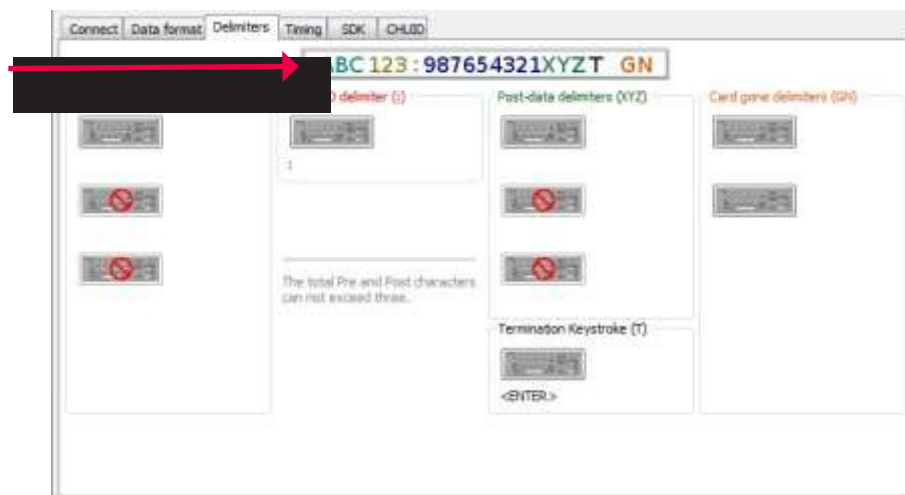 Connect Data format Delimiters Timing SDK CHUID
BC 123:987654321XYZT GN
delimiter (:)
Post-data delimiters (XYZ)
Card gone delimiters (GN)
:
The total Pre and Post characters
can not exceed three.
Termination Keystroke (T)
<ENTER>